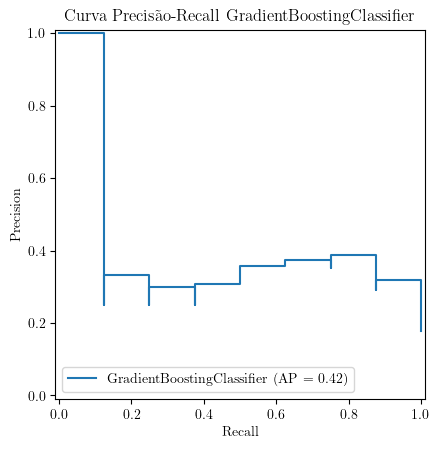 Curva Precisão-Recall GradientBoostingClassifier
1.0
0.8
0.6
0.4
0.2
0.0
Precision
GradientBoostingClassifier (AP = 0.42)
0.0 0.2 0.4 0.6 0.8 1.0
Recall